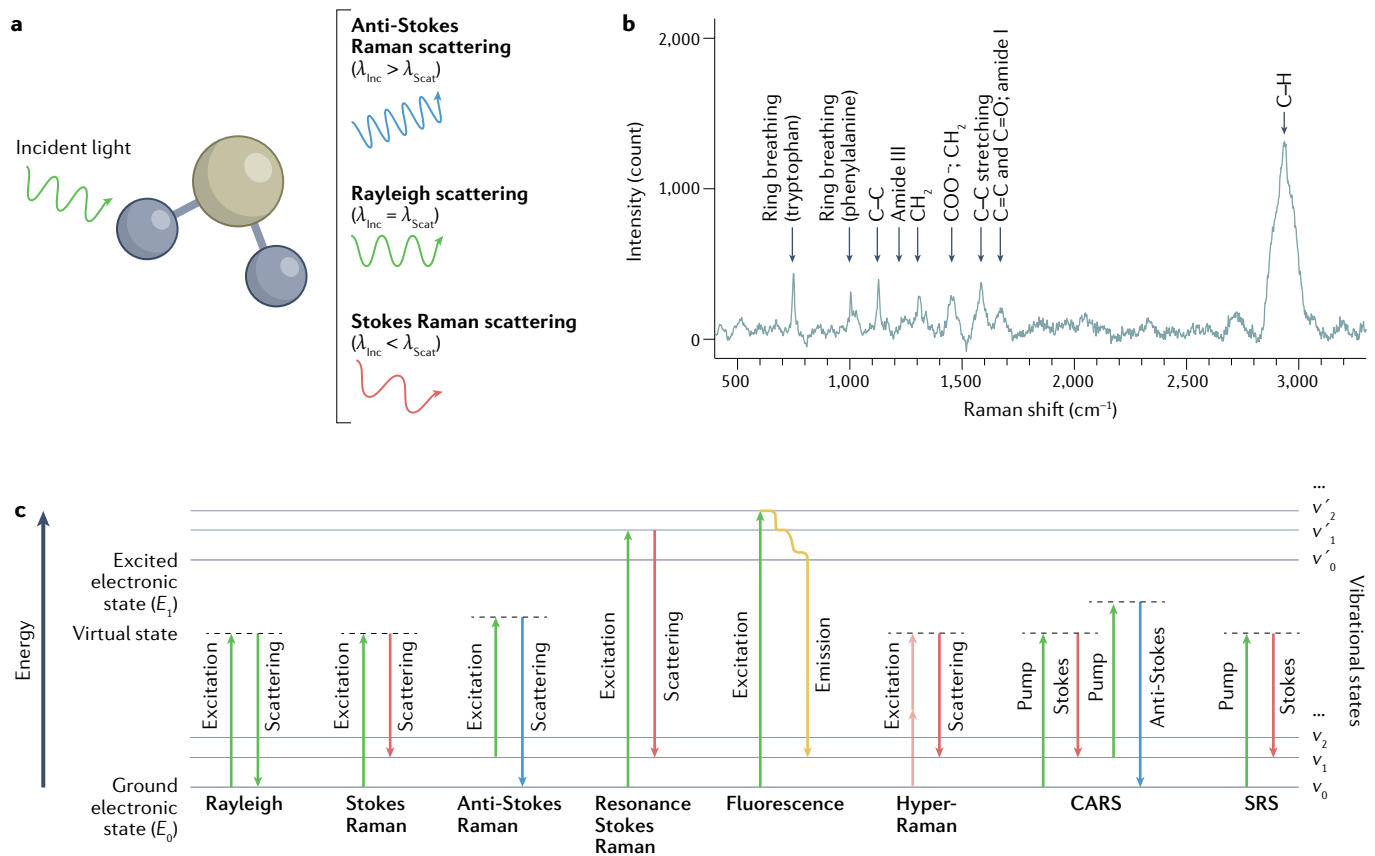 a
Anti-Stokes
Raman scattering
(λInc > λScat)
Incident light
Rayleigh scattering
(λInc = λScat)
Stokes Raman scattering
(λInc < λScat)
b
2,000
1,000
0
Intensity (count)
Ring breathing
(tryptophan)
Ring breathing
(phenylalanine)
C–C
Amide III
CH2
COO–; CH2
C–C stretching
C=C and C=O; amide I
C–H
500
1,000
1,500
2,000
2,500
3,000
Raman shift (cm–1)
c
Energy
Excited
electronic
state (E1)
Virtual state
Ground
electronic
state (E0)
Excitation
Scattering
Excitation
Scattering
Excitation
Scattering
Excitation
Scattering
Excitation
Emission
Excitation
Scattering
Pump
Stokes
Pump
Anti-Stokes
Pump
Stokes
...
v′2
v′1
v′0
Vibrational states
...
v2
v1
v0
Rayleigh
Stokes
Raman
Anti-Stokes
Raman
Resonance
Stokes
Raman
Fluorescence
Hyper-
Raman
CARS
SRS